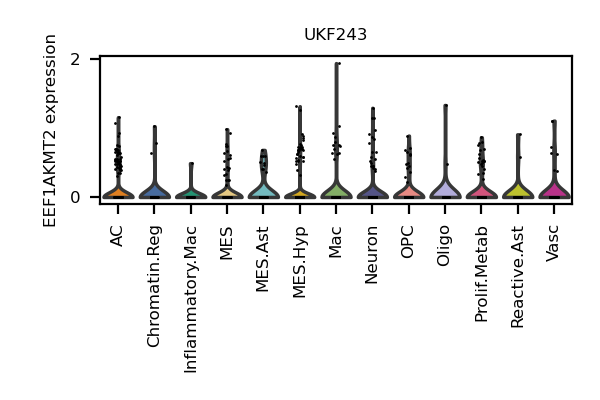 UKF243
EEF1AKMT2 expression
2
0
AC
Chromatin.Reg
Inflammatory.Mac
MES
MES.Ast
MES.Hyp
Mac
Neuron
OPC
Oligo
Prolif.Metab
Reactive.Ast
Vasc